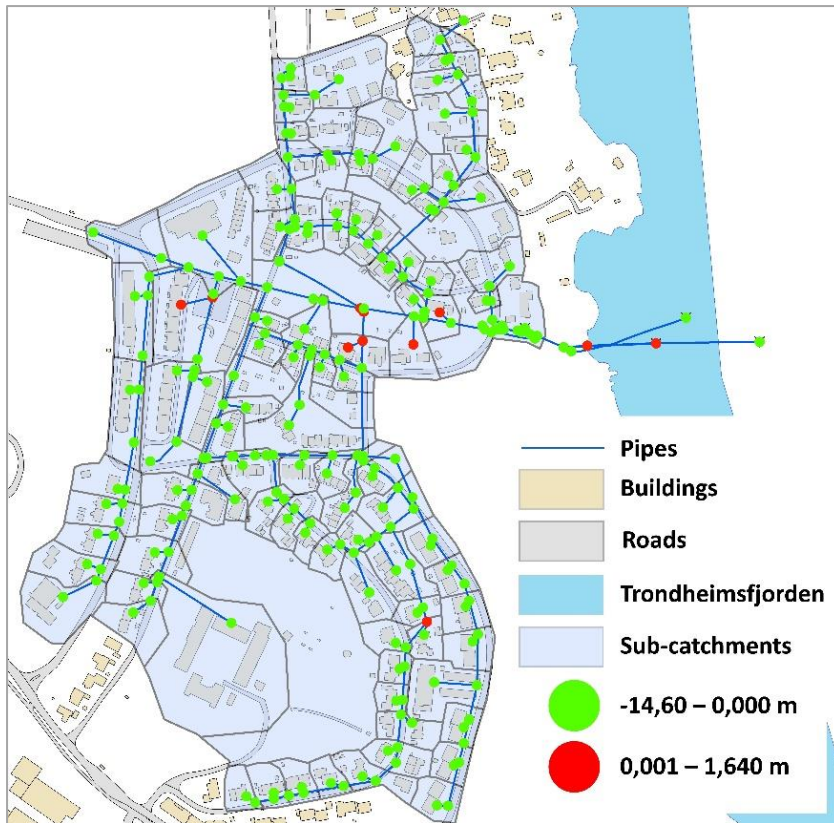 Pipes
Buildings
Roads
Trondheimsfjorden
Sub-catchments
-14,60 – 0,000 m
0,001 – 1,640 m